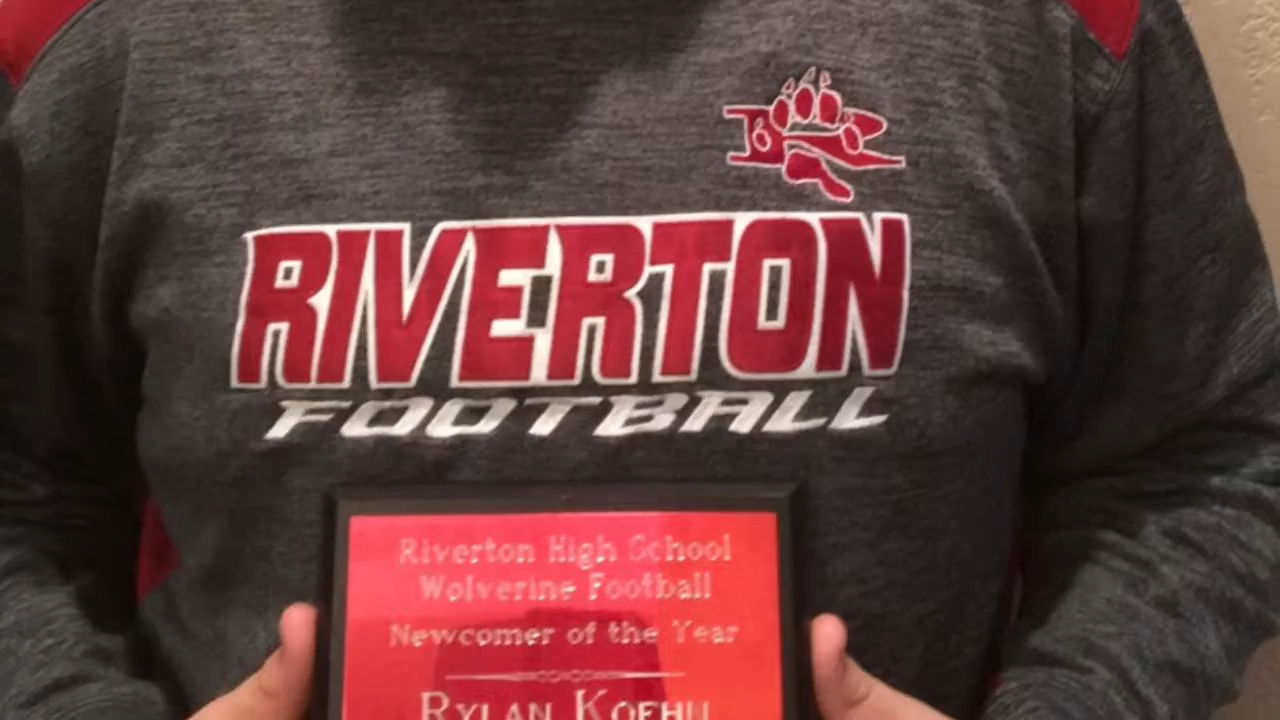 RIVERTON
FOOTBALL
Riverton High School
Wolverine Football
Newcomer of the Year
RYLAN